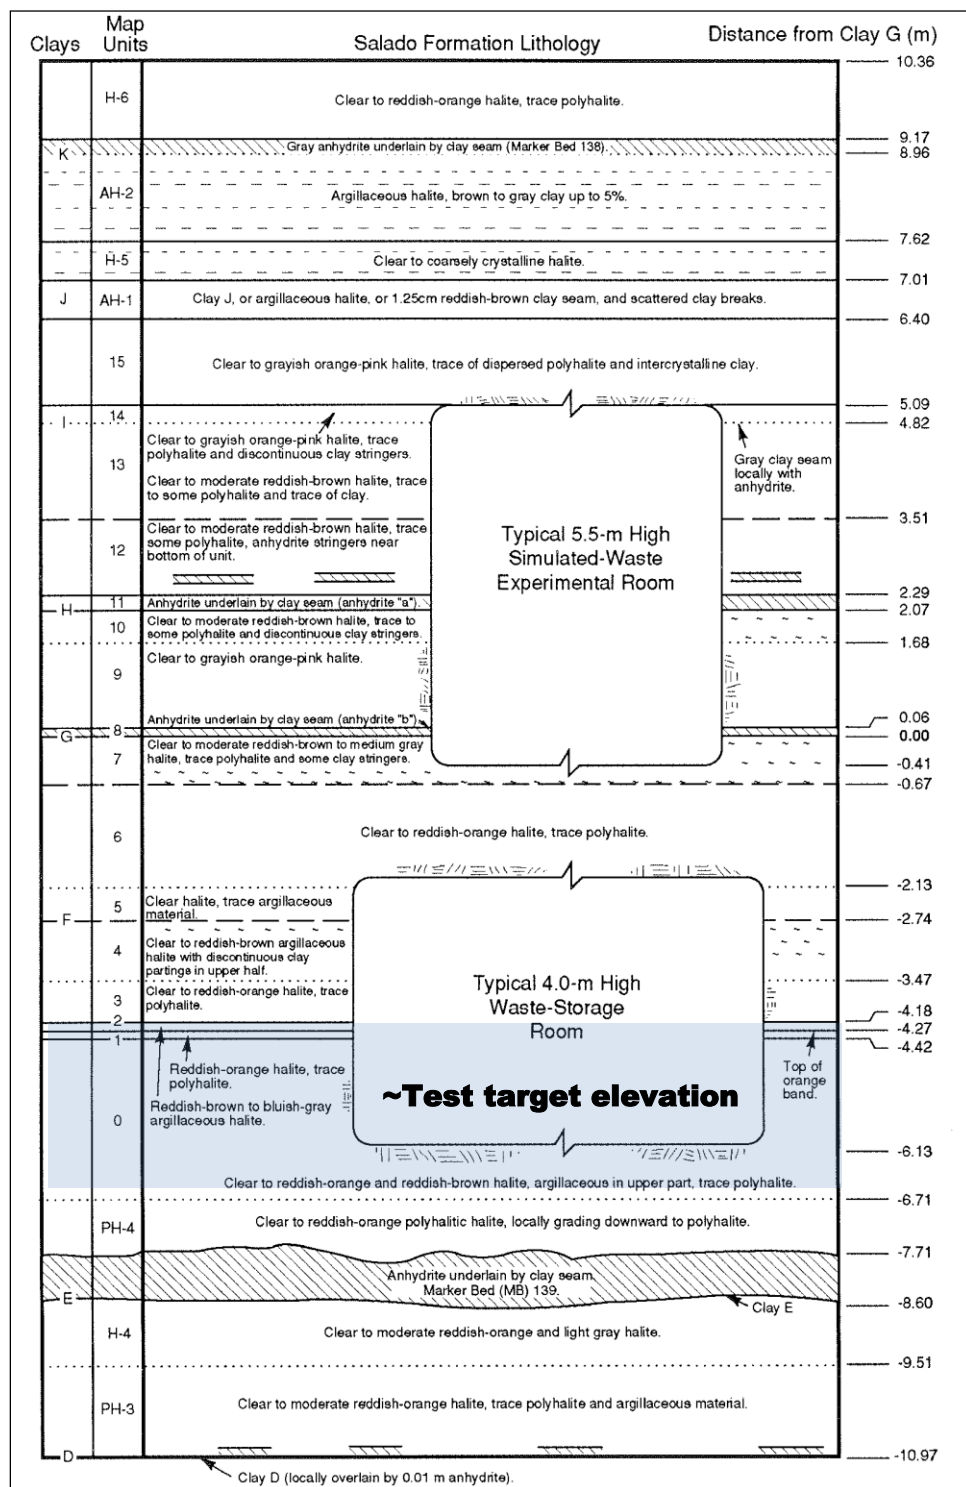 Clays
Map
Units
Salado Formation Lithology
Distance from Clay G (m)
10.36
H-6
Clear to reddish-orange halite, trace polyhalite.
9.17
K
Gray anhydrite underlain by clay seam (Marker Bed 138).
8.96
AH-2
Argillaceous halite, brown to gray clay up to 5%.
7.62
H-5
Clear to coarsely crystalline halite.
7.01
J
AH-1
Clay J, or argillaceous halite, or 1.25cm reddish-brown clay seam, and scattered clay breaks.
6.40
15
Clear to grayish orange-pink halite, trace of dispersed polyhalite and intercrystalline clay.
5.09
14
I
4.82
Clear to grayish orange-pink halite, trace
polyhalite and discontinuous clay stringers.
13
Clear to moderate reddish-brown halite, trace
to some polyhalite and trace of clay.
Gray clay seam
locally with
anhydrite.
3.51
12
Clear to moderate reddish-brown halite, trace
some polyhalite, anhydrite stringers near
bottom of unit.
Typical 5.5-m High
Simulated-Waste
Experimental Room
2.29
11
Anhydrite underlain by clay seam (anhydrite "a").
H
2.07
10
Clear to moderate reddish-brown halite, trace to
some polyhalite and discontinuous clay stringers.
1.68
9
Clear to grayish orange-pink halite.
0.06
8
Anhydrite underlain by clay seam (anhydrite "b")
G
0.00
7
Clear to moderate reddish-brown to medium gray
halite, trace polyhalite and some clay stringers.
-0.41
-0.67
6
Clear to reddish-orange halite, trace polyhalite.
-2.13
5
Clear halite, trace argillaceous
material.
F
-2.74
4
Clear to reddish-brown argillaceous
halite with discontinuous clay
partings in upper half.
-3.47
3
Clear to reddish-orange halite, trace
polyhalite.
Typical 4.0-m High
Waste-Storage
Room
-4.18
2
-4.27
1
-4.42
Reddish-orange halite, trace
polyhalite.
Top of
orange
band.
0
Reddish-brown to bluish-gray
argillaceous halite.
~Test target elevation
-6.13
Clear to reddish-orange and reddish-brown halite, argillaceous in upper part, trace polyhalite.
-6.71
PH-4
Clear to reddish-orange polyhalitic halite, locally grading downward to polyhalite.
-7.71
Anhydrite underlain by clay seam.
Marker Bed (MB) 139.
E
Clay E
-8.60
H-4
Clear to moderate reddish-orange and light gray halite.
-9.51
PH-3
Clear to moderate reddish-orange halite, trace polyhalite and argillaceous material.
D
-10.97
Clay D (locally overlain by 0.01 m anhydrite).